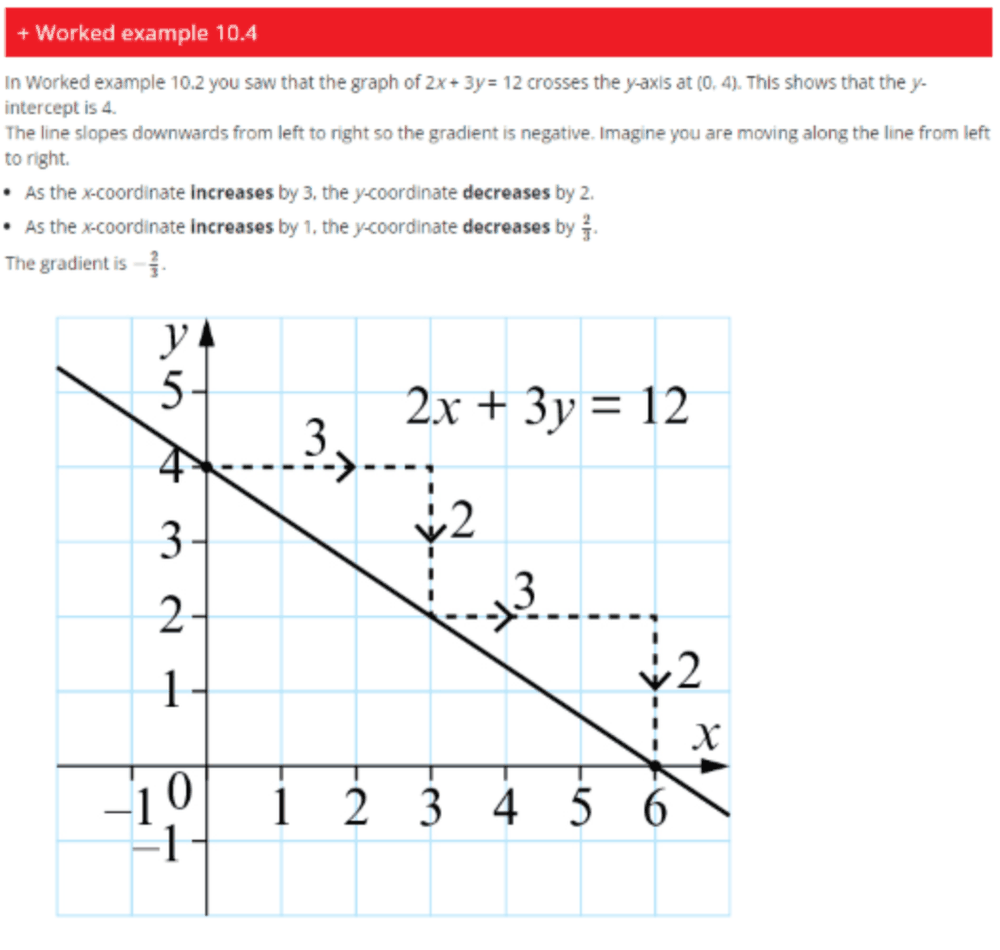 + Worked example 10.4
In Worked example 10.2 you saw that the graph of 2x + 3y = 12 crosses the y-axis at (0, 4). This shows that the y-
intercept is 4.
The line slopes downwards from left to right so the gradient is negative. Imagine you are moving along the line from left
to right.
• As the x-coordinate increases by 3, the y-coordinate decreases by 2.
• As the x-coordinate increases by 1, the y-coordinate decreases by 2/3.
The gradient is −2/3.
y
5
2x + 3y = 12
3
4
2
3
3
2
2
1
x
−1 0 1 2 3 4 5 6
−1